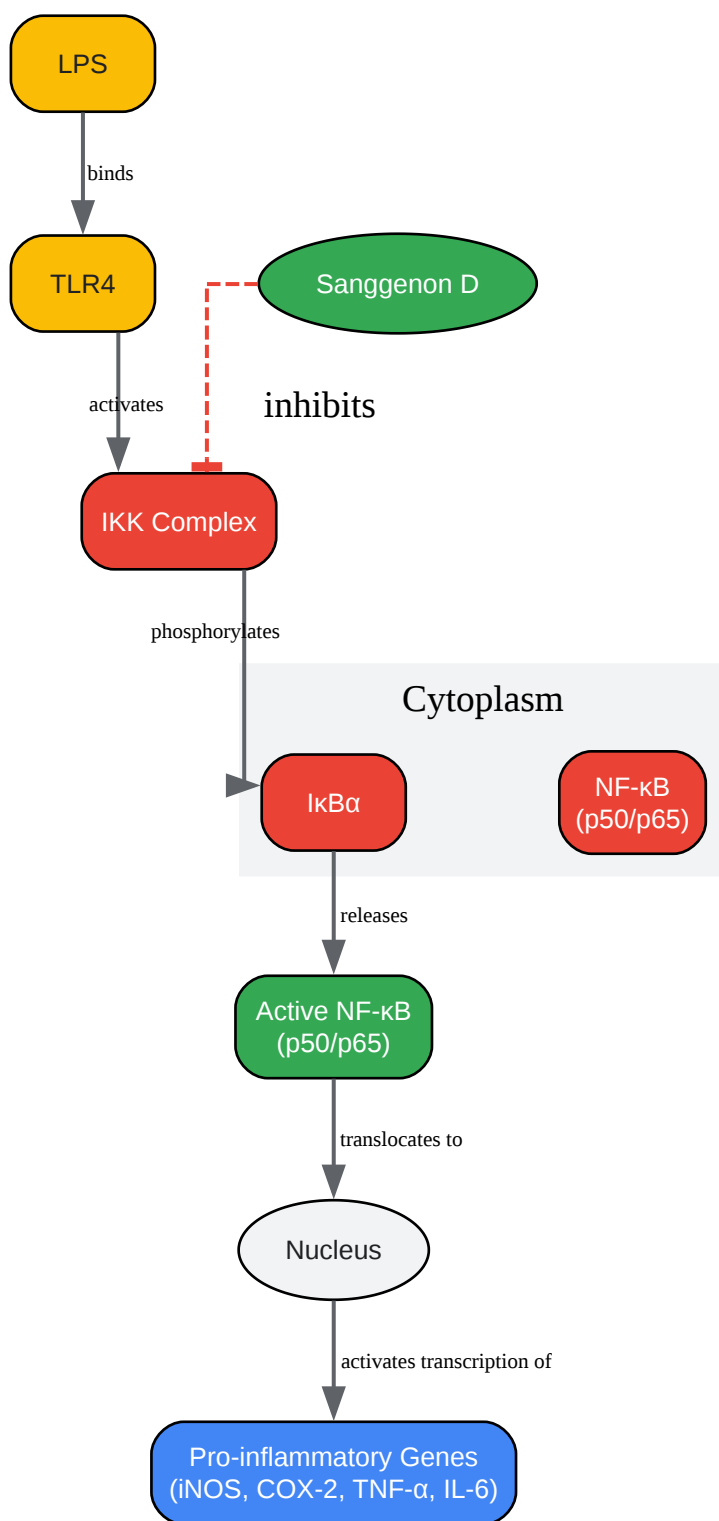 LPS
binds
TLR4
Sanggenon D
activates
inhibits
IKK Complex
phosphorylates
Cytoplasm
IκBα
NF-κB
(p50/p65)
releases
Active NF-κB
(p50/p65)
translocates to
Nucleus
activates transcription of
Pro-inflammatory Genes
(iNOS, COX-2, TNF-α, IL-6)